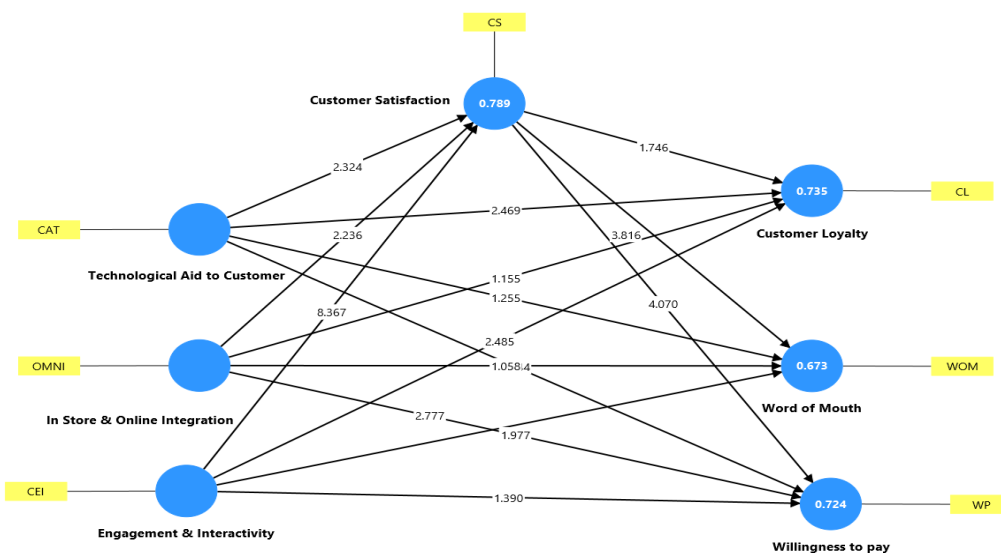 CS
Customer Satisfaction
0.789
2.324
1.746
CAT
2.469
0.735
CL
Technological Aid to Customer
2.236
3.816
Customer Loyalty
1.155
1.255
8.367
4.070
2.485
OMNI
1.058
0.673
WOM
In Store & Online Integration
2.777
Word of Mouth
1.977
CEI
1.390
0.724
WP
Engagement & Interactivity
Willingness to pay